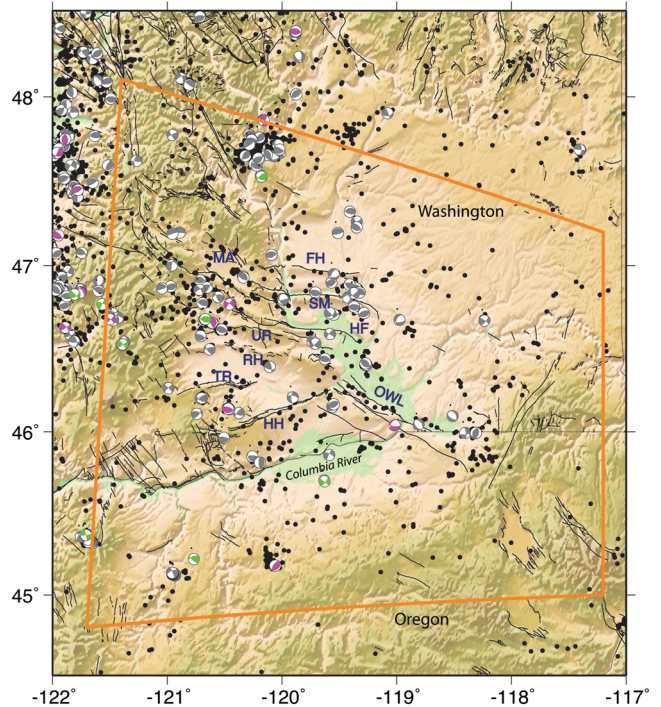 48°
Washington
MA
FH
47°
SM
HF
UR
RH
TR
OWL
HH
46°
Columbia River
45°
Oregon
-122°
-121°
-120°
-119°
-118°
-117°